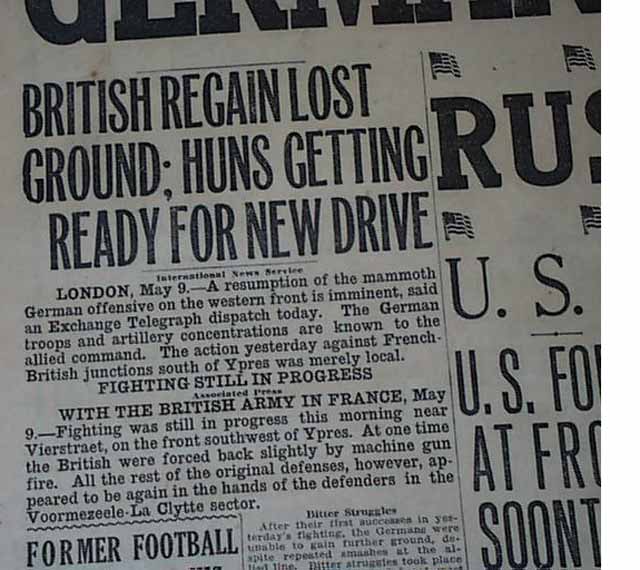 BRITISH REGAIN LOST
GROUND; HUNS GETTING
READY FOR NEW DRIVE
International News Service
LONDON, May 9.—A resumption of the mammoth
German offensive on the western front is imminent, said
an Exchange Telegraph dispatch today. The German
troops and artillery concentrations are known to the
allied command. The action yesterday against French-
British junctions south of Ypres was merely local.
FIGHTING STILL IN PROGRESS
Associated Press
WITH THE BRITISH ARMY IN FRANCE, May
9.—Fighting was still in progress this morning near
Vierstraet, on the front southwest of Ypres. At one time
the British were forced back slightly by machine gun
fire. All the rest of the original defenses, however, ap-
peared to be again in the hands of the defenders in the
Voormezeele-La Clytte sector.
FORMER FOOTBALL
Bitter Struggles
After their first successes in yes-
terday's fighting, the Germans were
unable to gain further ground, de-
spite repeated smashes at the al-
lied line. Bitter struggles took place
RUS
U. S.
U. S. FO
AT FRO
SOON